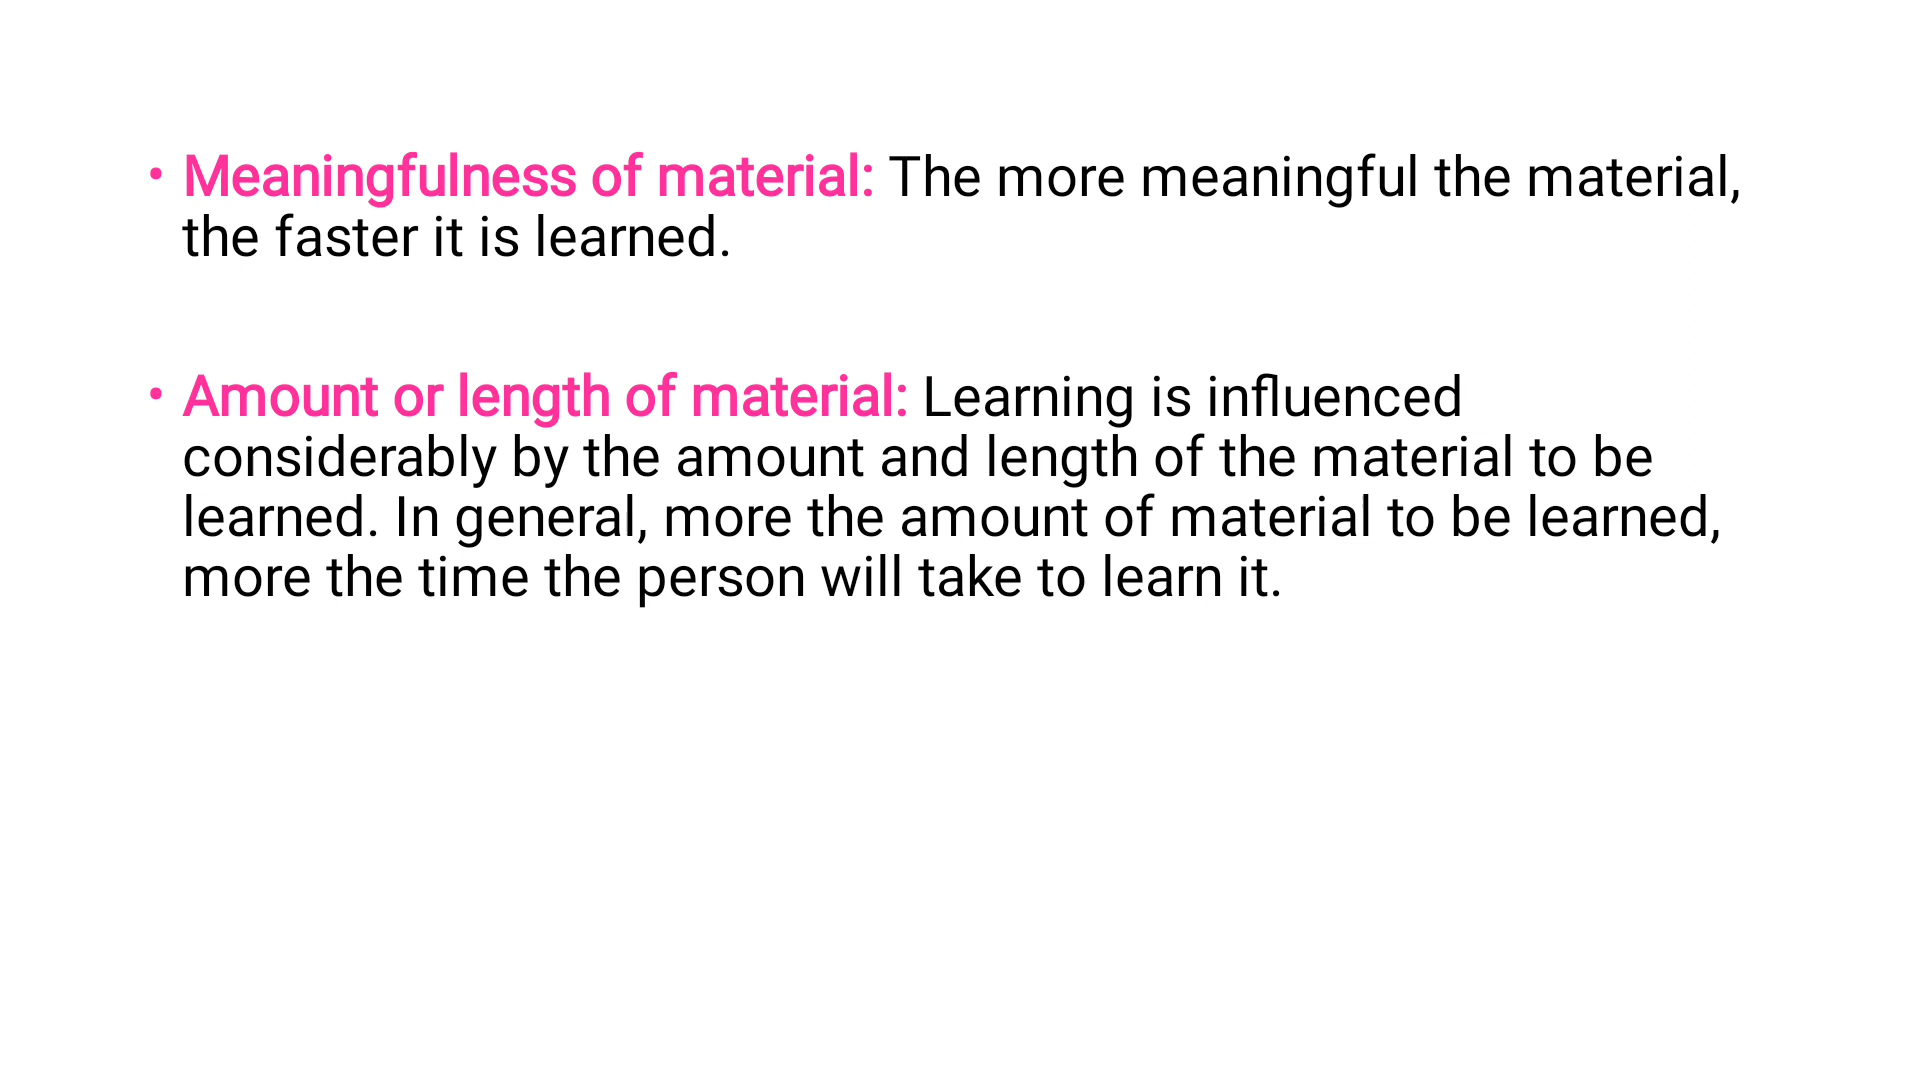 • Meaningfulness of material: The more meaningful the material,
the faster it is learned.
• Amount or length of material: Learning is influenced
considerably by the amount and length of the material to be
learned. In general, more the amount of material to be learned,
more the time the person will take to learn it.